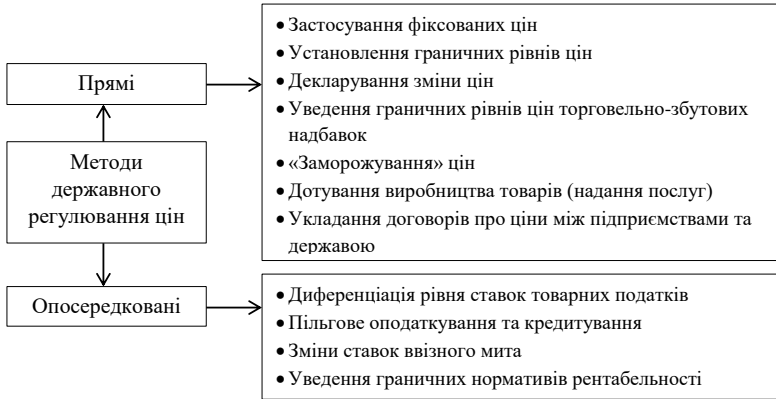 Прямі
Методи
державного
регулювання цін
Опосередковані
• Застосування фіксованих цін
• Установлення граничних рівнів цін
• Декларування зміни цін
• Уведення граничних рівнів цін торговельно-збутових
надбавок
• «Заморожування» цін
• Дотування виробництва товарів (надання послуг)
• Укладання договорів про ціни між підприємствами та
державою
• Диференціація рівня ставок товарних податків
• Пільгове оподаткування та кредитування
• Зміни ставок ввізного мита
• Уведення граничних нормативів рентабельності